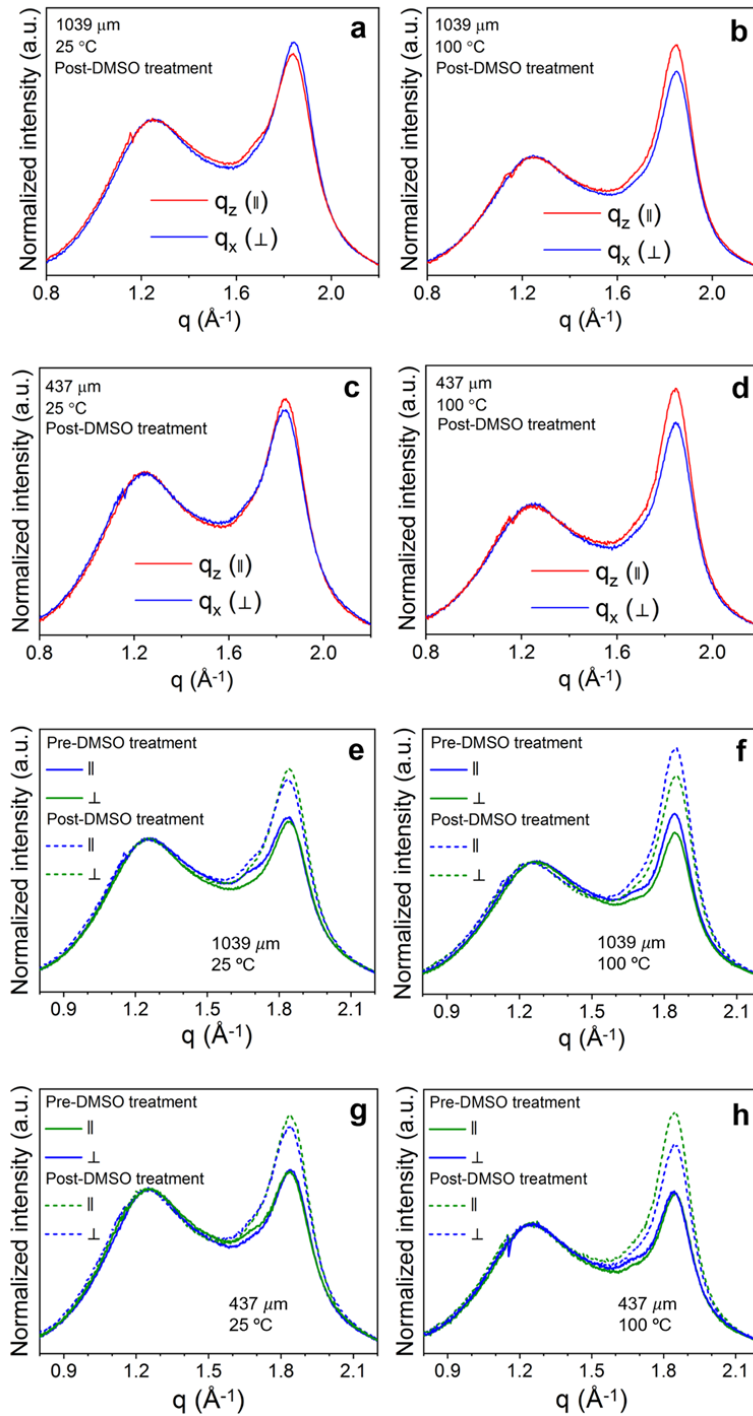 1039 μm
25 °C
Post-DMSO treatment
a
Normalized intensity (a.u.)
q_z (∥)
q_x (⊥)
0.8 1.2 1.6 2.0
q (Å⁻¹)
1039 μm
100 °C
Post-DMSO treatment
b
Normalized intensity (a.u.)
q_z (∥)
q_x (⊥)
0.8 1.2 1.6 2.0
q (Å⁻¹)
437 μm
25 °C
Post-DMSO treatment
c
Normalized intensity (a.u.)
q_z (∥)
q_x (⊥)
0.8 1.2 1.6 2.0
q (Å⁻¹)
437 μm
100 °C
Post-DMSO treatment
d
Normalized intensity (a.u.)
q_z (∥)
q_x (⊥)
0.8 1.2 1.6 2.0
q (Å⁻¹)
Pre-DMSO treatment
∥
⊥
Post-DMSO treatment
∥
⊥
e
Normalized intensity (a.u.)
1039 μm
25 ºC
0.9 1.2 1.5 1.8 2.1
q (Å⁻¹)
Pre-DMSO treatment
∥
⊥
Post-DMSO treatment
∥
⊥
f
Normalized intensity (a.u.)
1039 μm
100 ºC
0.9 1.2 1.5 1.8 2.1
q (Å⁻¹)
Pre-DMSO treatment
∥
⊥
Post-DMSO treatment
∥
⊥
g
Normalized intensity (a.u.)
437 μm
25 ºC
0.9 1.2 1.5 1.8 2.1
q (Å⁻¹)
Pre-DMSO treatment
∥
⊥
Post-DMSO treatment
∥
⊥
h
Normalized intensity (a.u.)
437 μm
100 ºC
0.9 1.2 1.5 1.8 2.1
q (Å⁻¹)